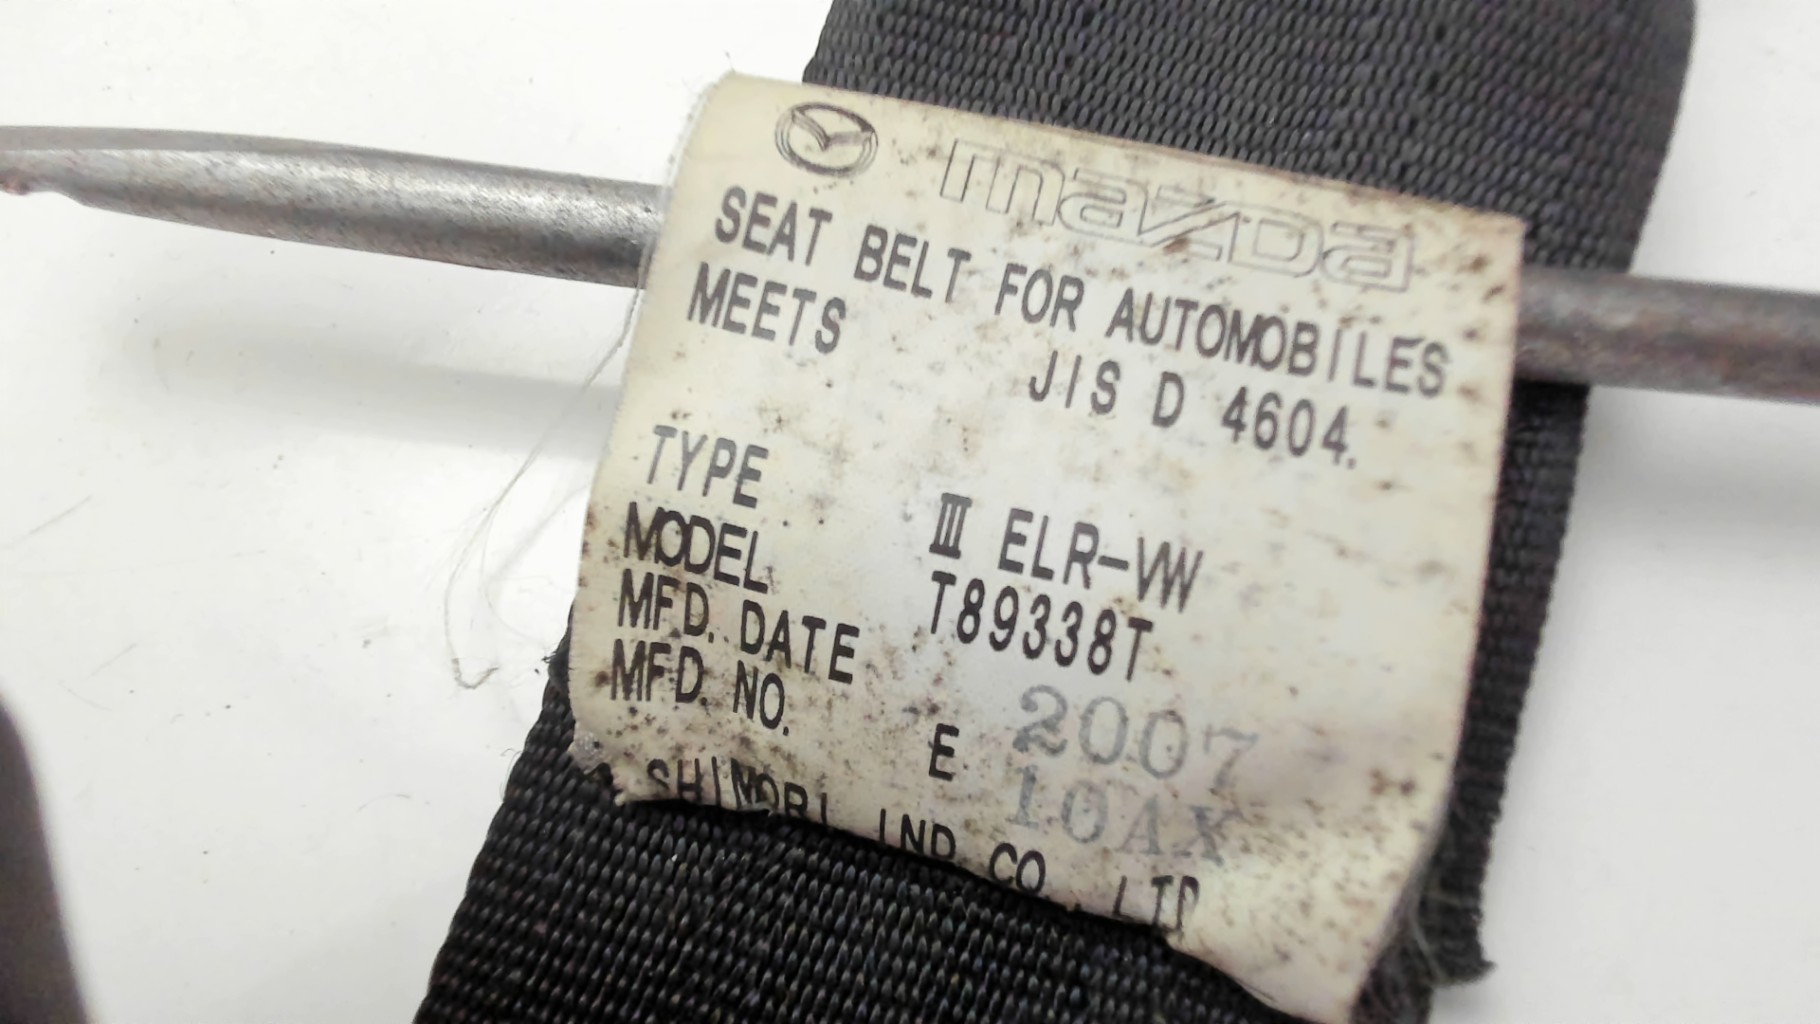 mazda
SEAT BELT FOR AUTOMOBILES
MEETS JIS D 4604.
TYPE III ELR-VW
MODEL T89338T
MFD. DATE 2007
MFD. NO. E 10AX
SHINORI IND CO., LTD